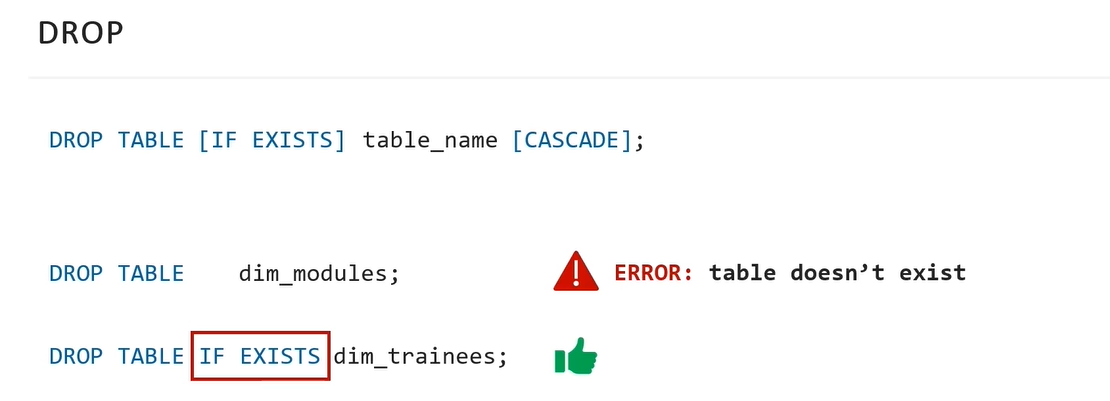 DROP
DROP TABLE [IF EXISTS] table_name [CASCADE];
DROP TABLE dim_modules; ERROR: table doesn’t exist
DROP TABLE IF EXISTS dim_trainees;